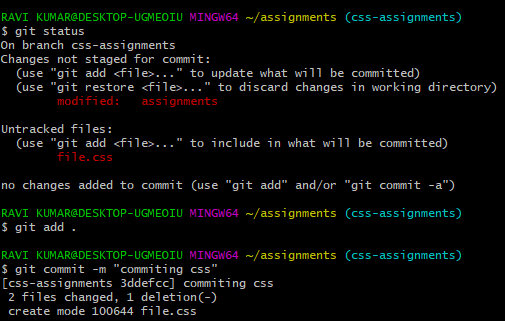 RAVI KUMAR@DESKTOP-UGMEOIU MINGW64 ~/assignments (css-assignments)
$ git status
On branch css-assignments
Changes not staged for commit:
  (use "git add <file>..." to update what will be committed)
  (use "git restore <file>..." to discard changes in working directory)
        modified:   assignments

Untracked files:
  (use "git add <file>..." to include in what will be committed)
        file.css

no changes added to commit (use "git add" and/or "git commit -a")

RAVI KUMAR@DESKTOP-UGMEOIU MINGW64 ~/assignments (css-assignments)
$ git add .

RAVI KUMAR@DESKTOP-UGMEOIU MINGW64 ~/assignments (css-assignments)
$ git commit -m "commiting css"
[css-assignments 3ddefcc] commiting css
 2 files changed, 1 deletion(-)
 create mode 100644 file.css